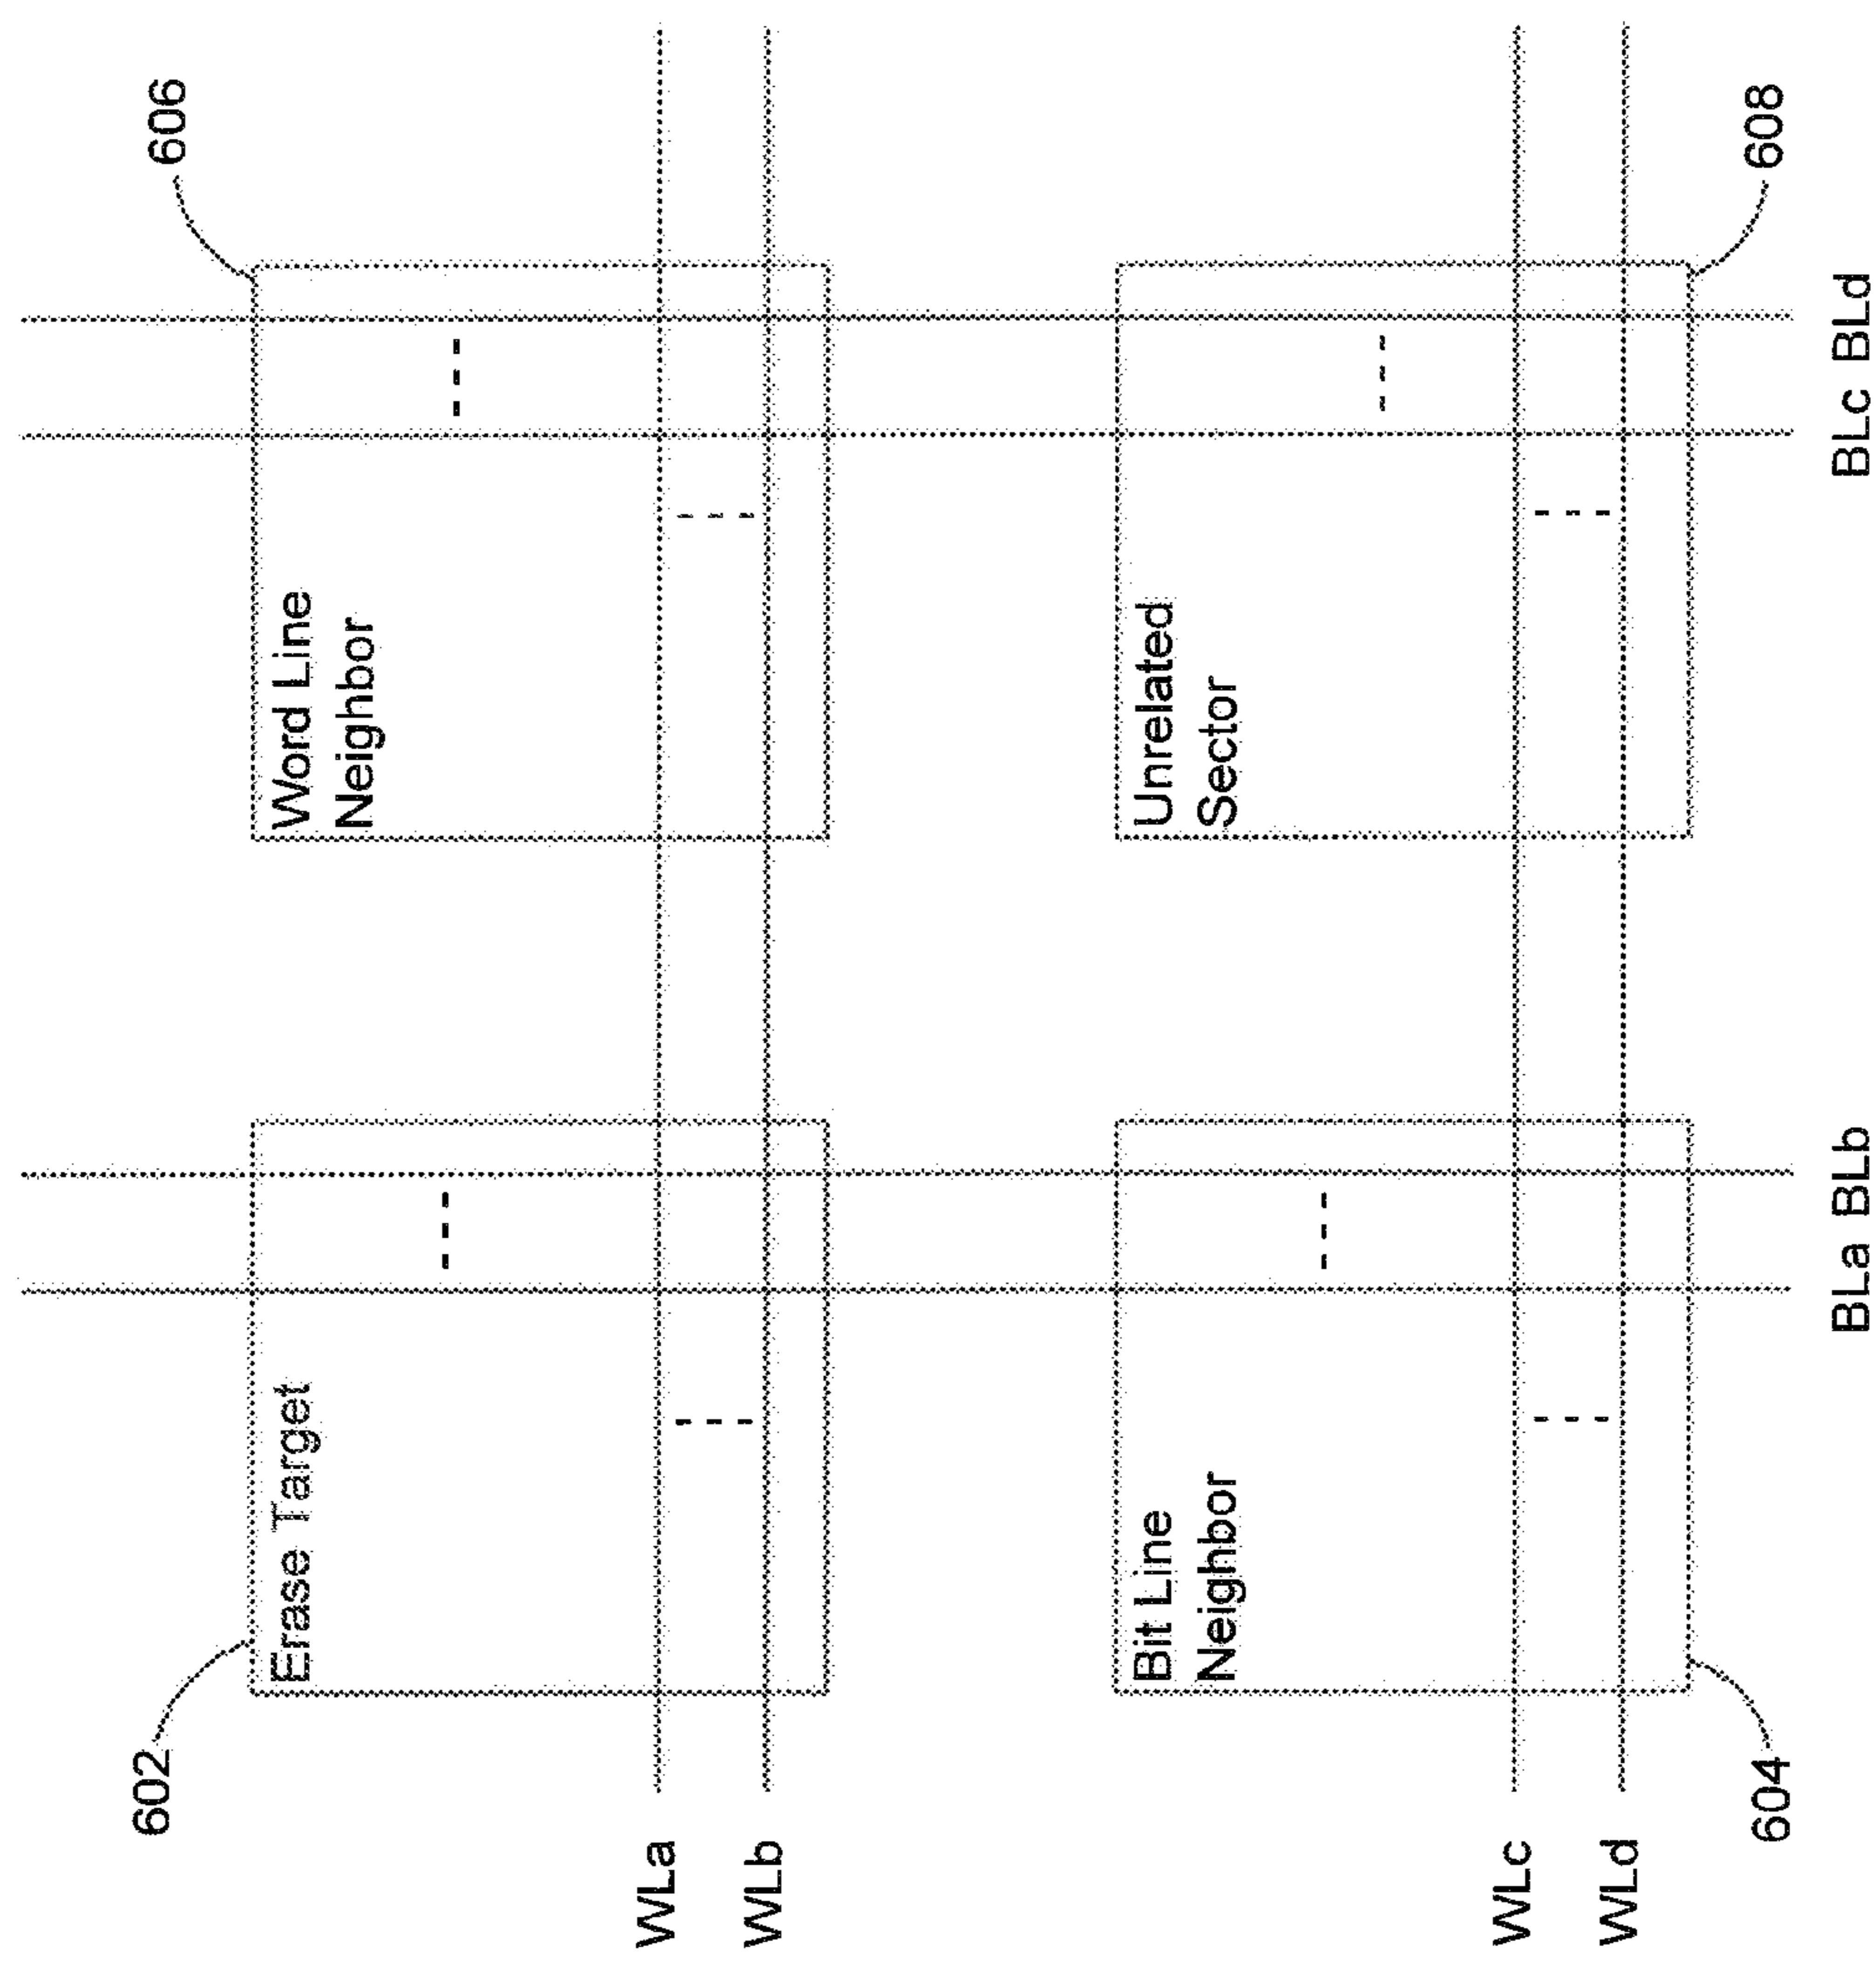 602
606
Erase Target
Word Line
Neighbor
WLa
WLb
Bit Line
Neighbor
Unrelated
Sector
WLc
WLd
604
608
BLa BLb
BLc BLd